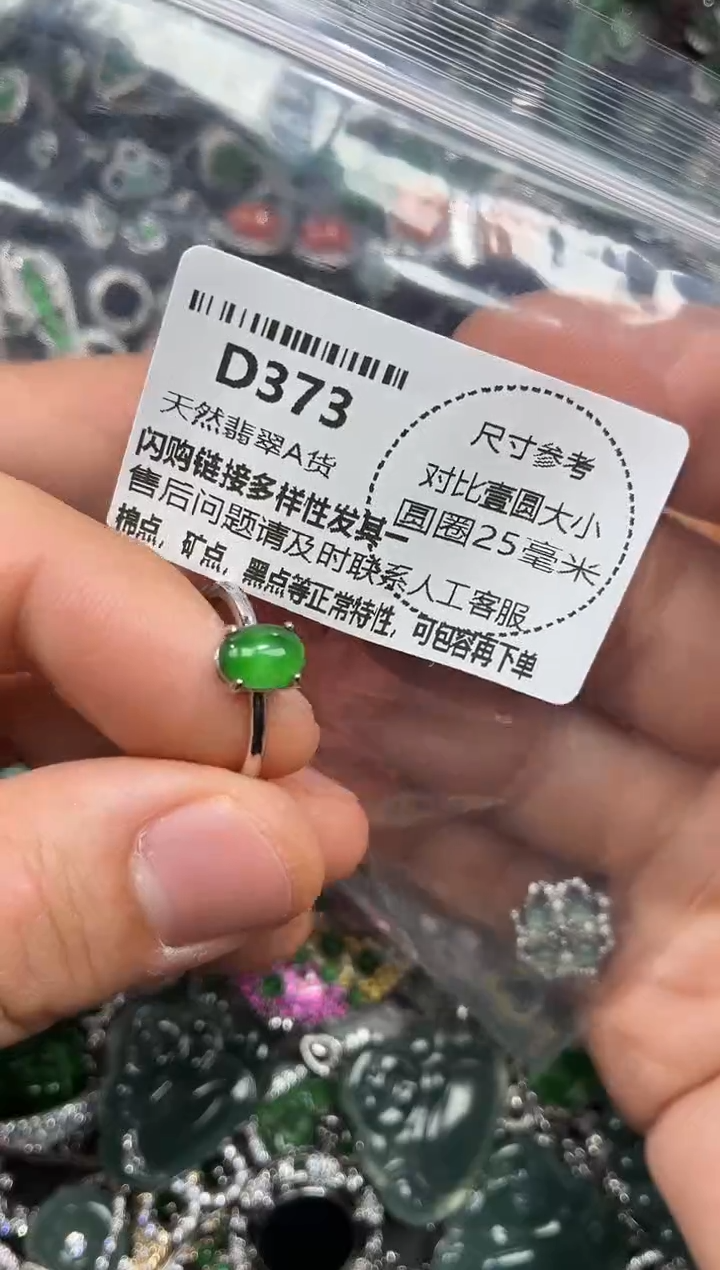 D373
天然翡翠A货
闪购链接多样性发其一
售后问题请及时联系人工客服
棉点，矿点，黑点等正常特性，可包容再下单
尺寸参考
对比壹圆大小
圆圈25毫米